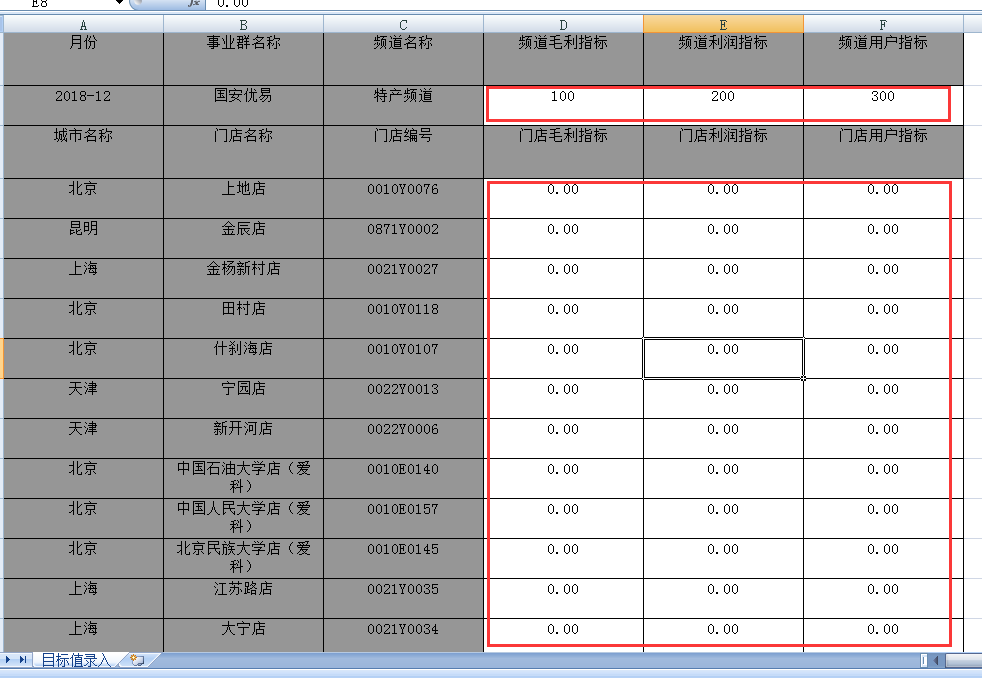 E8 fx 0.00
A B C D E F
月份 事业群名称 频道名称 频道毛利指标 频道利润指标 频道用户指标
2018-12 国安优易 特产频道 100 200 300
城市名称 门店名称 门店编号 门店毛利指标 门店利润指标 门店用户指标
北京 上地店 0010Y0076 0.00 0.00 0.00
昆明 金辰店 0871Y0002 0.00 0.00 0.00
上海 金杨新村店 0021Y0027 0.00 0.00 0.00
北京 田村店 0010Y0118 0.00 0.00 0.00
北京 什刹海店 0010Y0107 0.00 0.00 0.00
天津 宁园店 0022Y0013 0.00 0.00 0.00
天津 新开河店 0022Y0006 0.00 0.00 0.00
北京 中国石油大学店（爱 0010E0140 0.00 0.00 0.00
科）
北京 中国人民大学店（爱 0010E0157 0.00 0.00 0.00
科）
北京 北京民族大学店（爱 0010E0145 0.00 0.00 0.00
科）
上海 江苏路店 0021Y0035 0.00 0.00 0.00
上海 大宁店 0021Y0034 0.00 0.00 0.00
目标值录入